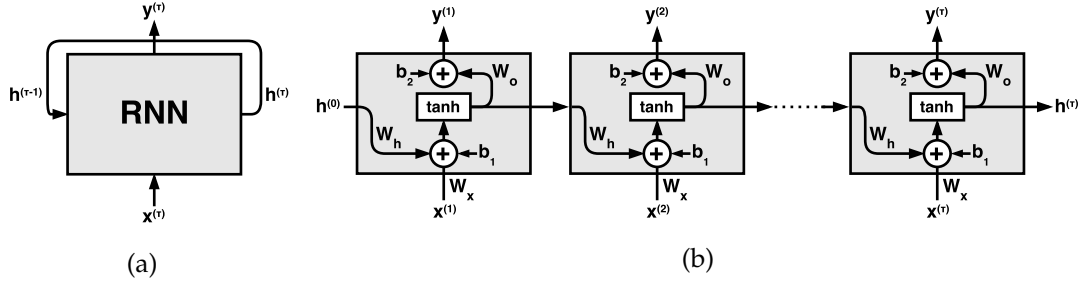 y(τ)
h(τ-1)
h(τ)
RNN
x(τ)
(a)
y(1) y(2) y(τ)
b2 + Wo b2 + Wo b2 + Wo
h(0) tanh tanh ...... tanh h(τ)
Wh + b1 Wh + b1 Wh + b1
Wx Wx Wx
x(1) x(2) x(τ)
(b)